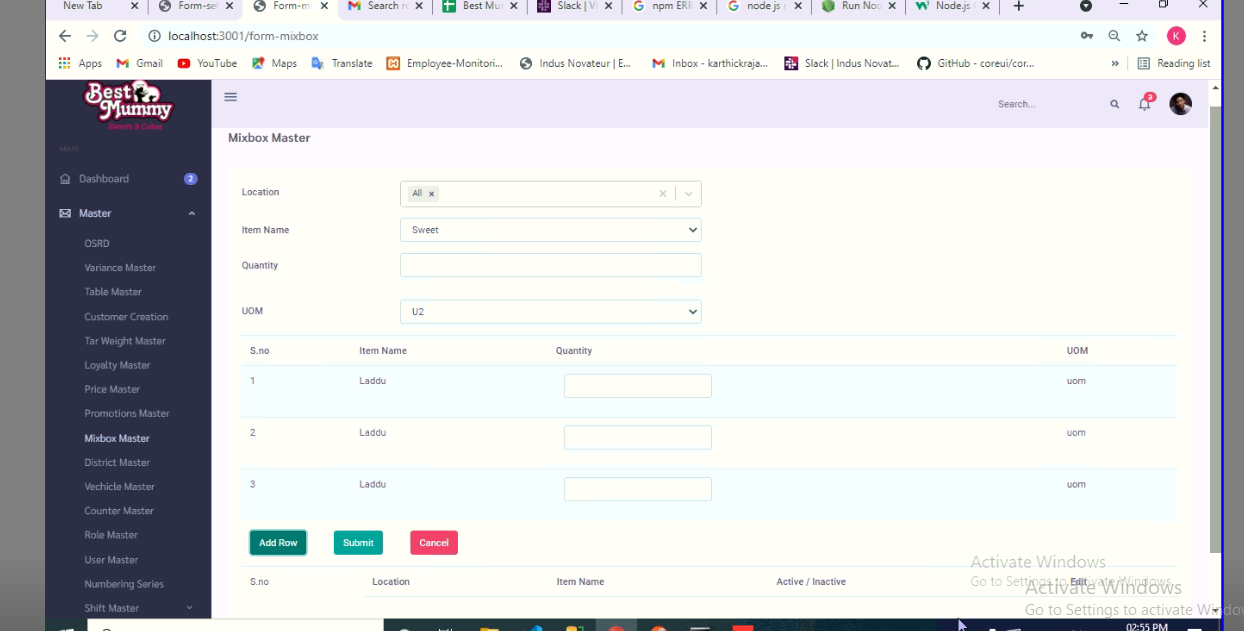 New Tab Form-se Form-m Search r Best Mu Slack | V npm ERR node js Run Nod Node.js
localhost:3001/form-mixbox K
Apps Gmail YouTube Maps Translate Employee-Monitori... Indus Novateur | E... Inbox - karthickraja... Slack | Indus Novat... GitHub - coreui/cor... » Reading list
Best Mummy
Sweets & Cakes
Search... 3
Mixbox Master
MAIN
Dashboard 2
Master
OSRD
Variance Master
Table Master
Customer Creation
Tar Weight Master
Loyalty Master
Price Master
Promotions Master
Mixbox Master
District Master
Vechicle Master
Counter Master
Role Master
User Master
Numbering Series
Shift Master
Location All
Item Name Sweet
Quantity
UOM U2
S.no Item Name Quantity UOM
1 Laddu uom
2 Laddu uom
3 Laddu uom
Add Row Submit Cancel
S.no Location Item Name Active / Inactive Edit
Activate Windows
Go to Settings to activate Windows.
Activate Windows
Go to Settings to activate Windo
02:55 PM